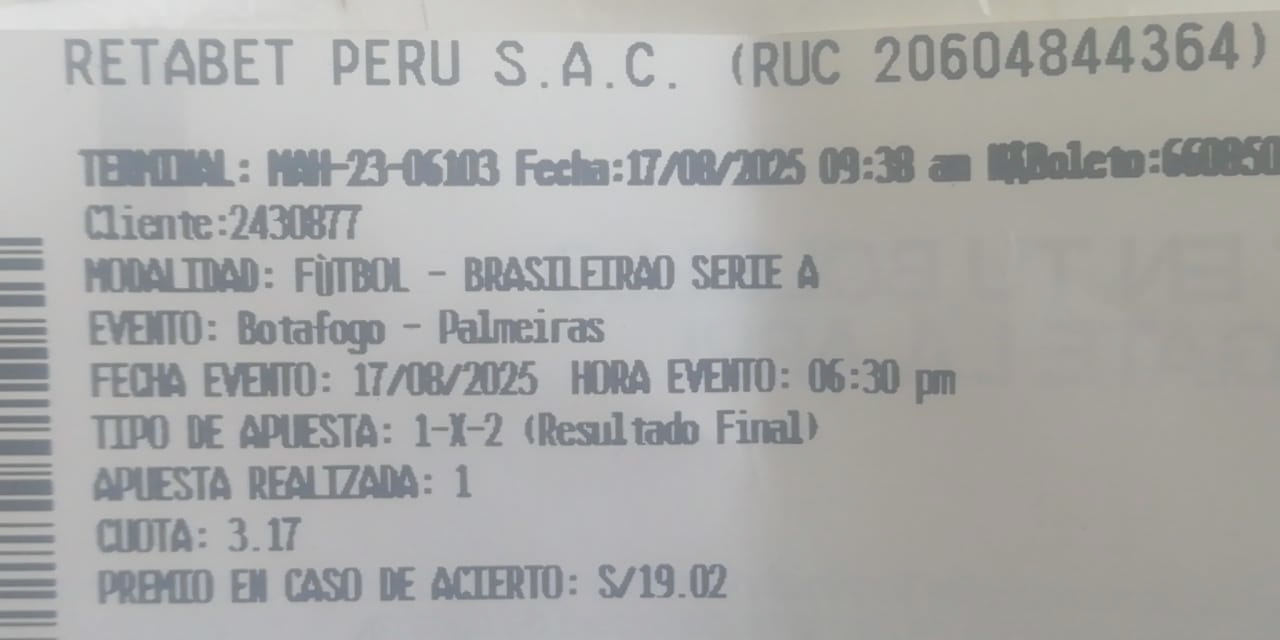 RETABET PERU S.A.C. (RUC 20604844364)
TERMINAL: MAH-23-06103 Fecha:17/08/2025 09:38 am
Cliente:2430877
MODALIDAD: FùTBOL - BRASILEIRAO SERIE A
EVENTO: Botafogo - Palmeiras
FECHA EVENTO: 17/08/2025 HORA EVENTO: 06:30 pm
TIPO DE APUESTA: 1-X-2 (Resultado Final)
APUESTA REALIZADA: 1
CUOTA: 3.17
PREMIO EN CASO DE ACIERTO: S/19.02